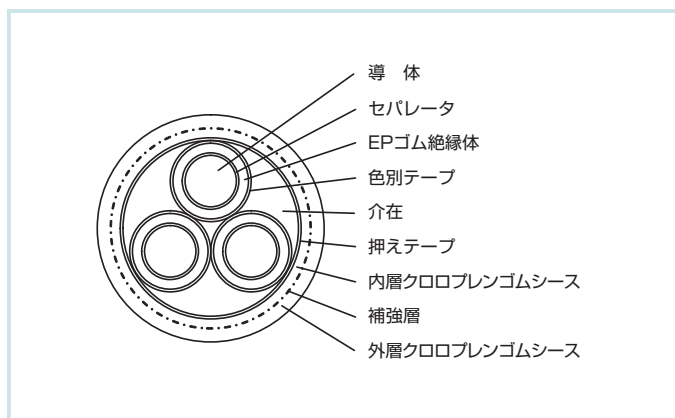 導　体
セパレータ
EPゴム絶縁体
色別テープ
介在
押えテープ
内層クロロプレンゴムシース
補強層
外層クロロプレンゴムシース